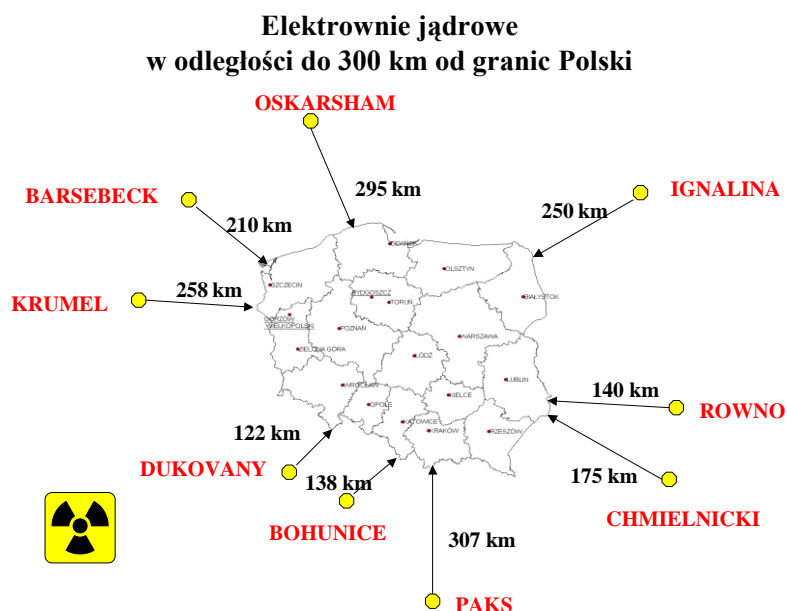 Elektrownie jądrowe
w odległości do 300 km od granic Polski
OSKARSHAM
BARSEBECK
295 km
IGNALINA
210 km
250 km
GDAŃSK
OLSZTYN
KRUMEL
258 km
SZCZECIN
BYDGOSZCZ
TORUŃ
BIAŁYSTOK
GORZÓW
WIELKOPOLSKI
POZNAŃ
WARSZAWA
ZIELONA GÓRA
ŁÓDŹ
WROCŁAW
LUBLIN
140 km
ROWNO
OPOLE
KIELCE
KATOWICE
KRAKÓW
RZESZÓW
122 km
DUKOVANY
138 km
175 km
BOHUNICE
CHMIELNICKI
307 km
PAKS